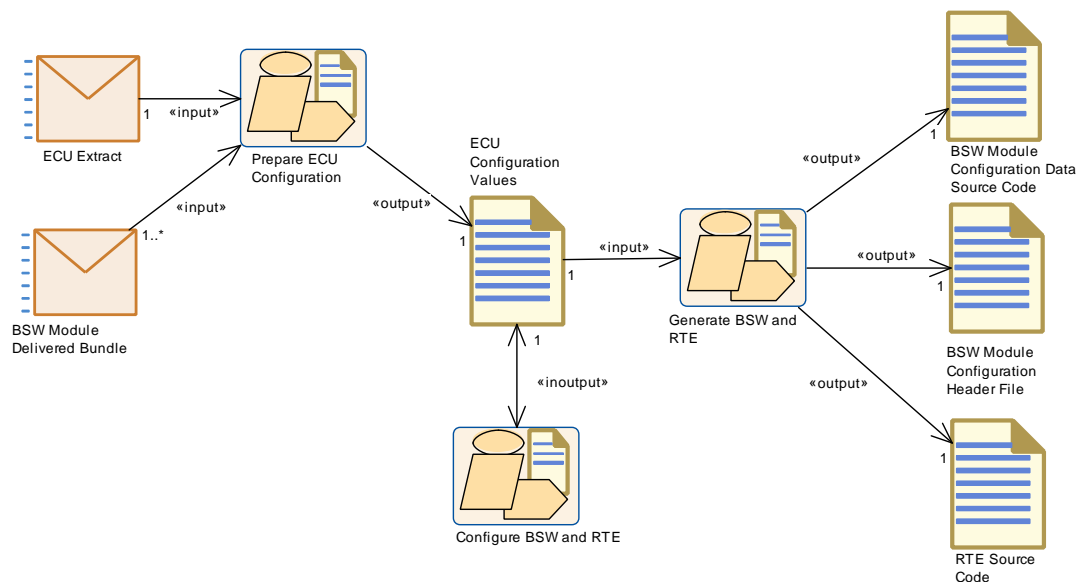 ECU Extract
1
«input»
Prepare ECU
Configuration
BSW Module
Delivered Bundle
1..*
«input»
«output»
ECU
Configuration
Values
1
1
«input»
1
«inoutput»
Configure BSW and RTE
Generate BSW and
RTE
«output»
1
BSW Module
Configuration Data
Source Code
«output»
1
BSW Module
Configuration
Header File
«output»
1
RTE Source
Code